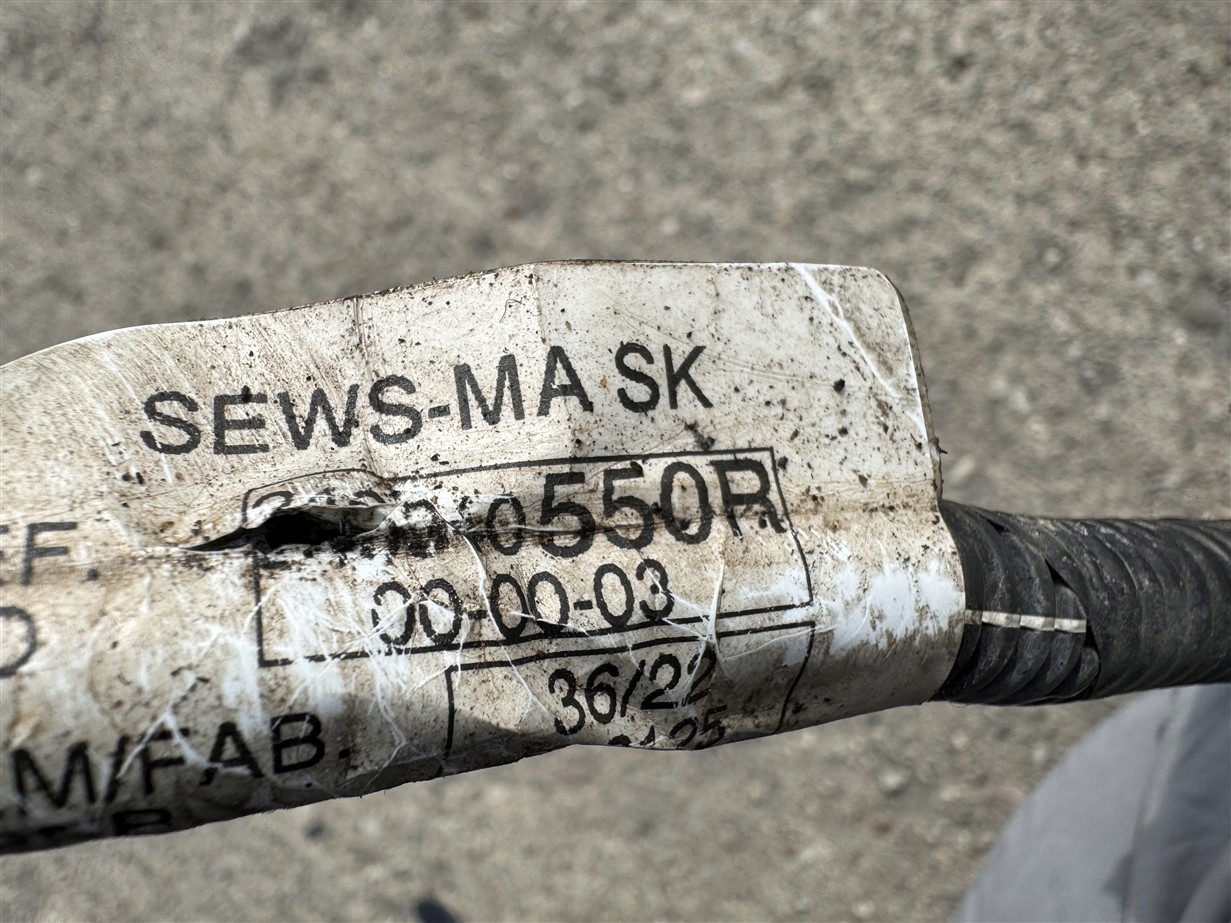 SEWS-MA SK
0550R
EF.
00-00-03
O
36/22
M/FAB.